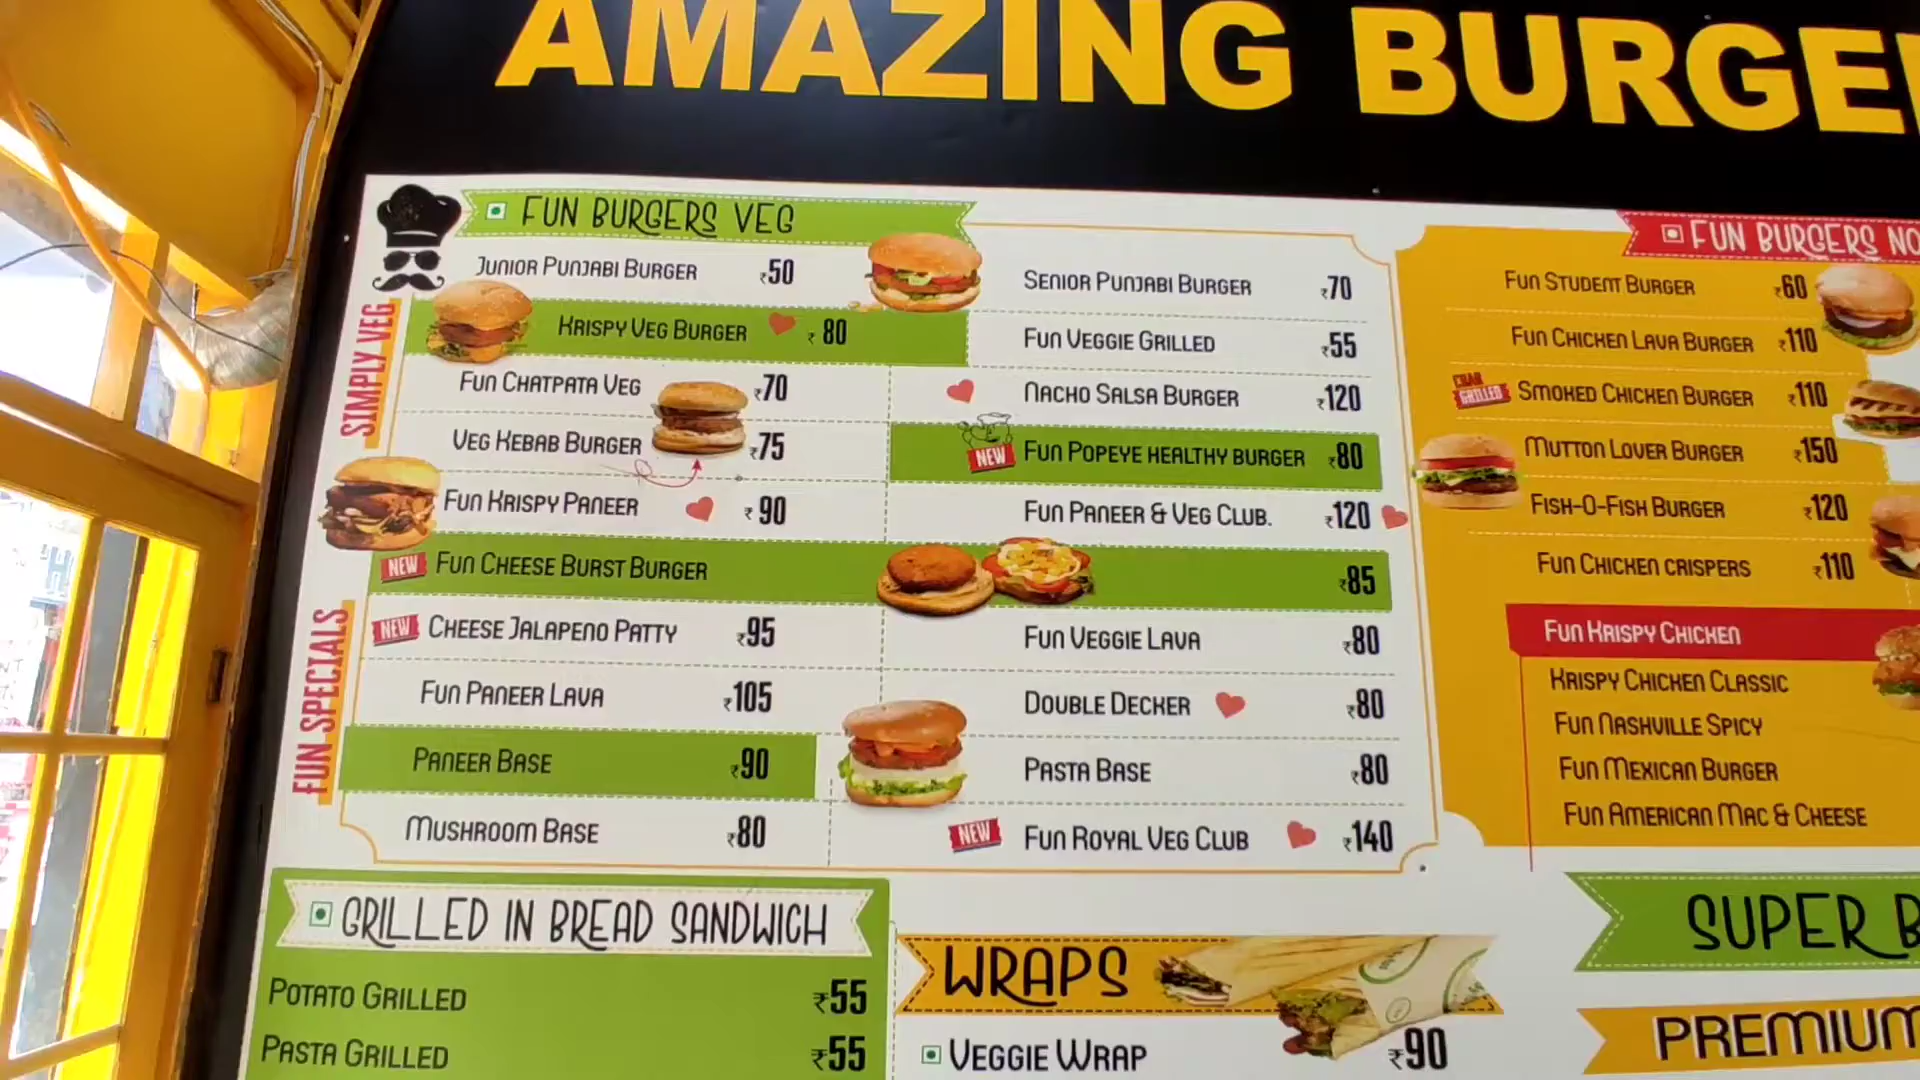 AMAZING BURGE
FUN BURGERS VEG
SIMPLY VEG
JUNIOR PUNJABI BURGER ₹50
KRISPY VEG BURGER ₹80
FUN CHATPATA VEG ₹70
VEG KEBAB BURGER ₹75
FUN KRISPY PANEER ₹90
NEW FUN CHEESE BURST BURGER ₹85
FUN SPECIALS
NEW CHEESE JALAPENO PATTY ₹95
FUN PANEER LAVA ₹105
PANEER BASE ₹90
MUSHROOM BASE ₹80
SENIOR PUNJABI BURGER ₹70
FUN VEGGIE GRILLED ₹55
NACHO SALSA BURGER ₹120
NEW FUN POPEYE HEALTHY BURGER ₹80
FUN PANEER & VEG CLUB. ₹120
FUN VEGGIE LAVA ₹80
DOUBLE DECKER ₹80
PASTA BASE ₹80
NEW FUN ROYAL VEG CLUB ₹140
FUN BURGERS NO
FUN STUDENT BURGER ₹60
FUN CHICKEN LAVA BURGER ₹110
CHAR GRILLED SMOKED CHICKEN BURGER ₹110
MUTTON LOVER BURGER ₹150
FISH-O-FISH BURGER ₹120
FUN CHICKEN CRISPERS ₹110
FUN KRISPY CHICKEN
KRISPY CHICKEN CLASSIC
FUN NASHVILLE SPICY
FUN MEXICAN BURGER
FUN AMERICAN MAC & CHEESE
GRILLED IN BREAD SANDWICH
POTATO GRILLED ₹55
PASTA GRILLED ₹55
WRAPS
VEGGIE WRAP ₹90
SUPER B
PREMIUM